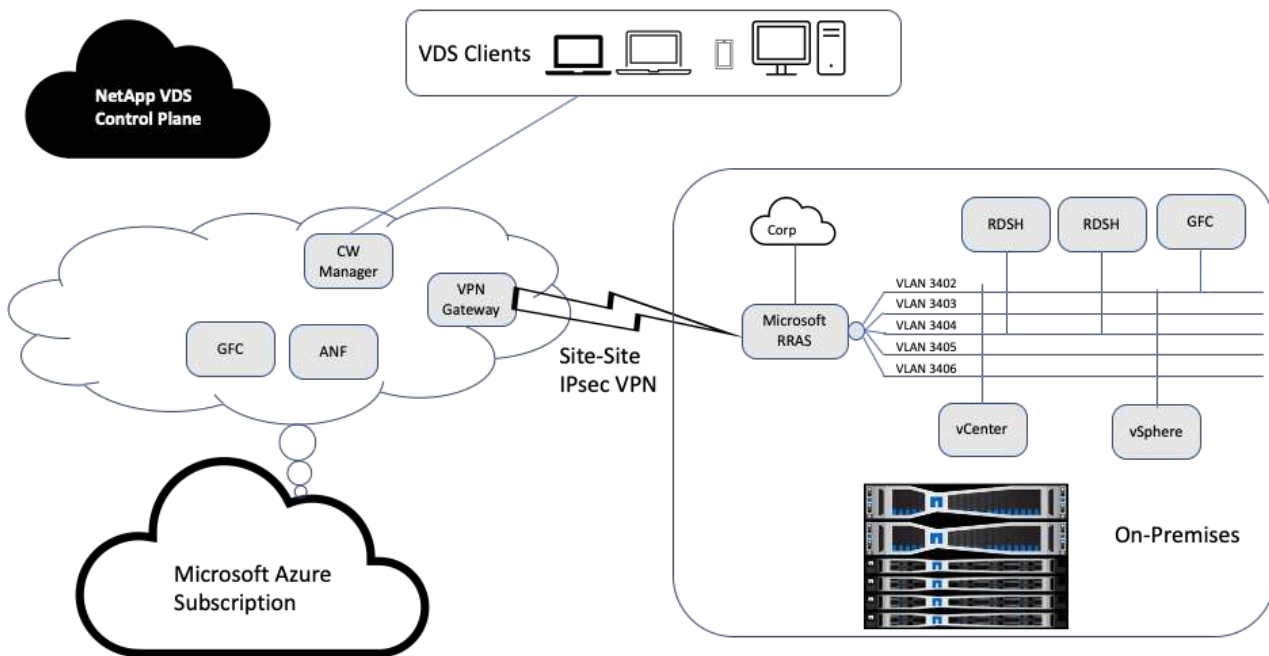 VDS Clients
NetApp VDS
Control Plane
CW
Manager
VPN
Gateway
GFC
ANF
Site-Site
IPsec VPN
Microsoft Azure
Subscription
Corp
Microsoft
RRAS
RDSH
RDSH
GFC
VLAN 3402
VLAN 3403
VLAN 3404
VLAN 3405
VLAN 3406
vCenter
vSphere
On-Premises